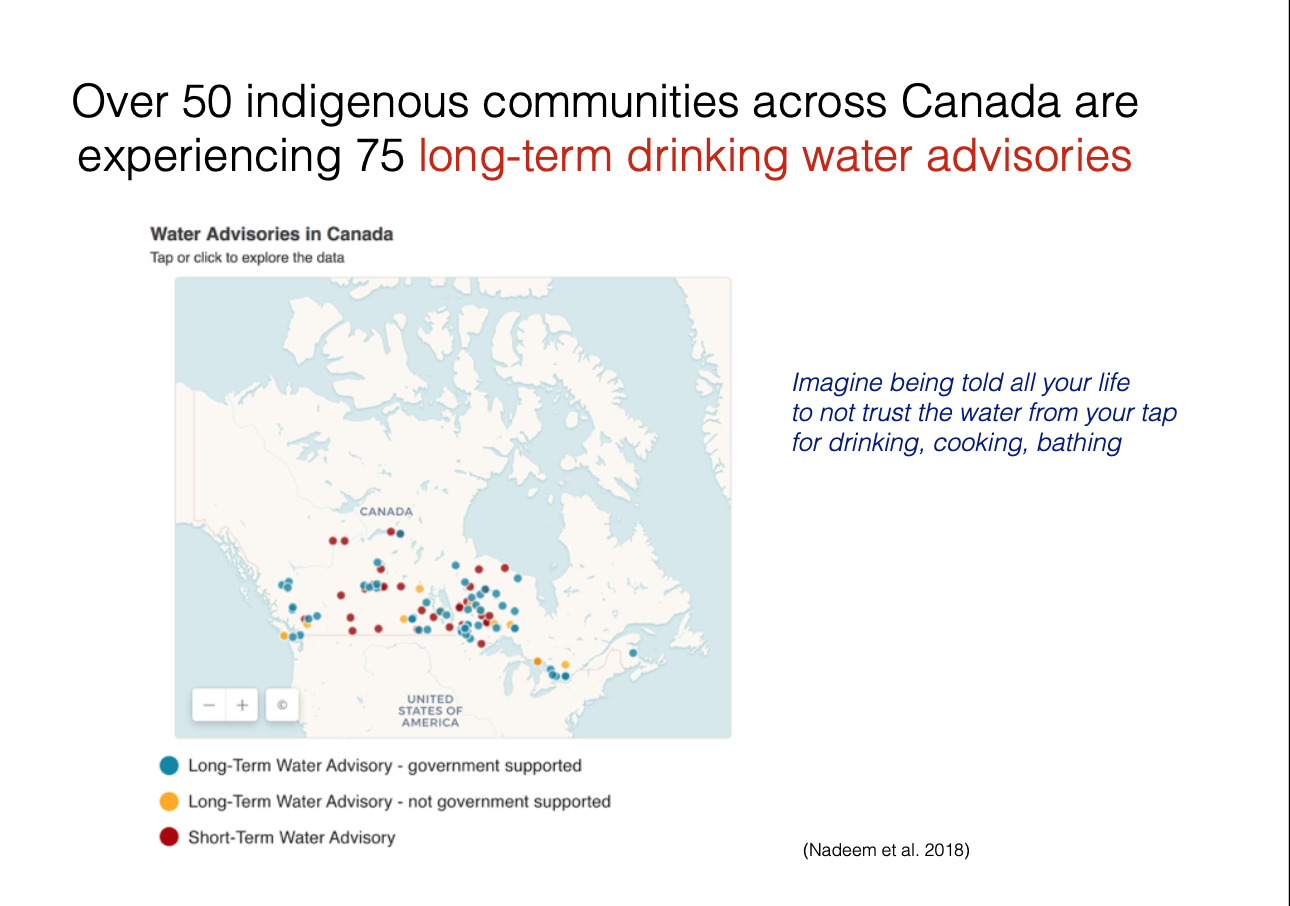 Over 50 indigenous communities across Canada are
experiencing 75 long-term drinking water advisories
Water Advisories in Canada
Tap or click to explore the data
Imagine being told all your life
to not trust the water from your tap
for drinking, cooking, bathing
CANADA
UNITED
STATES OF
AMERICA
− + ©
Long-Term Water Advisory - government supported
Long-Term Water Advisory - not government supported
Short-Term Water Advisory
(Nadeem et al. 2018)